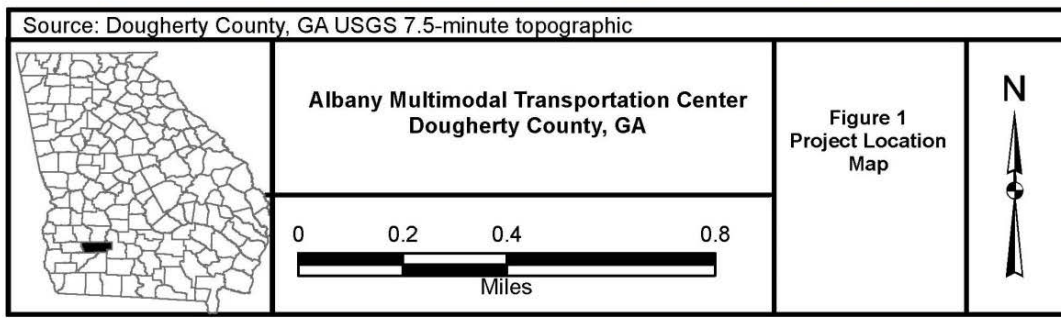 Source: Dougherty County, GA USGS 7.5-minute topographic
Albany Multimodal Transportation Center
Dougherty County, GA
0 0.2 0.4 0.8
Miles
Figure 1
Project Location
Map
N